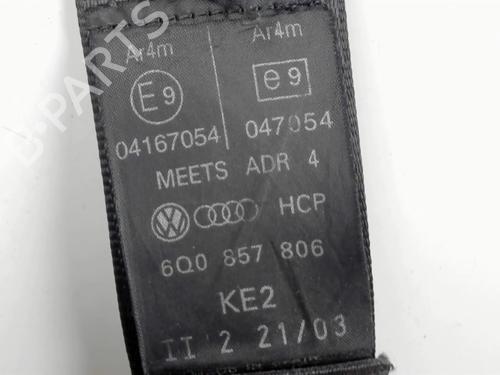 Ar4m Ar4m
E9 e9
04167054 047054
MEETS ADR 4
HCP
6Q0 857 806
KE2
II 2 21/03
B-PARTS